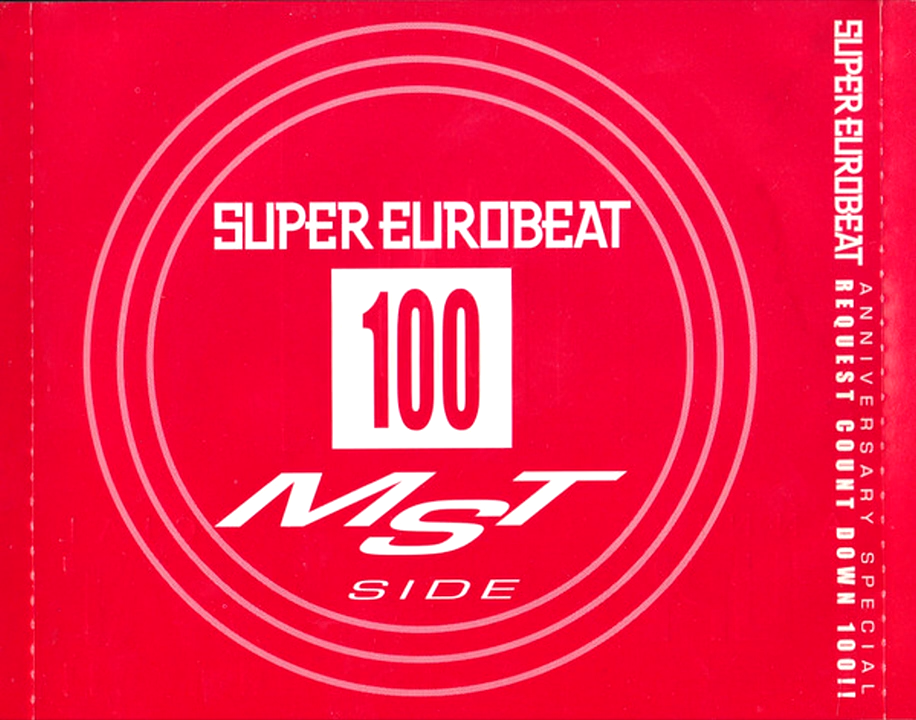 SUPER EUROBEAT
100
MST
SIDE
SUPER EUROBEAT ANNIVERSARY SPECIAL
REQUEST COUNT DOWN 100!!